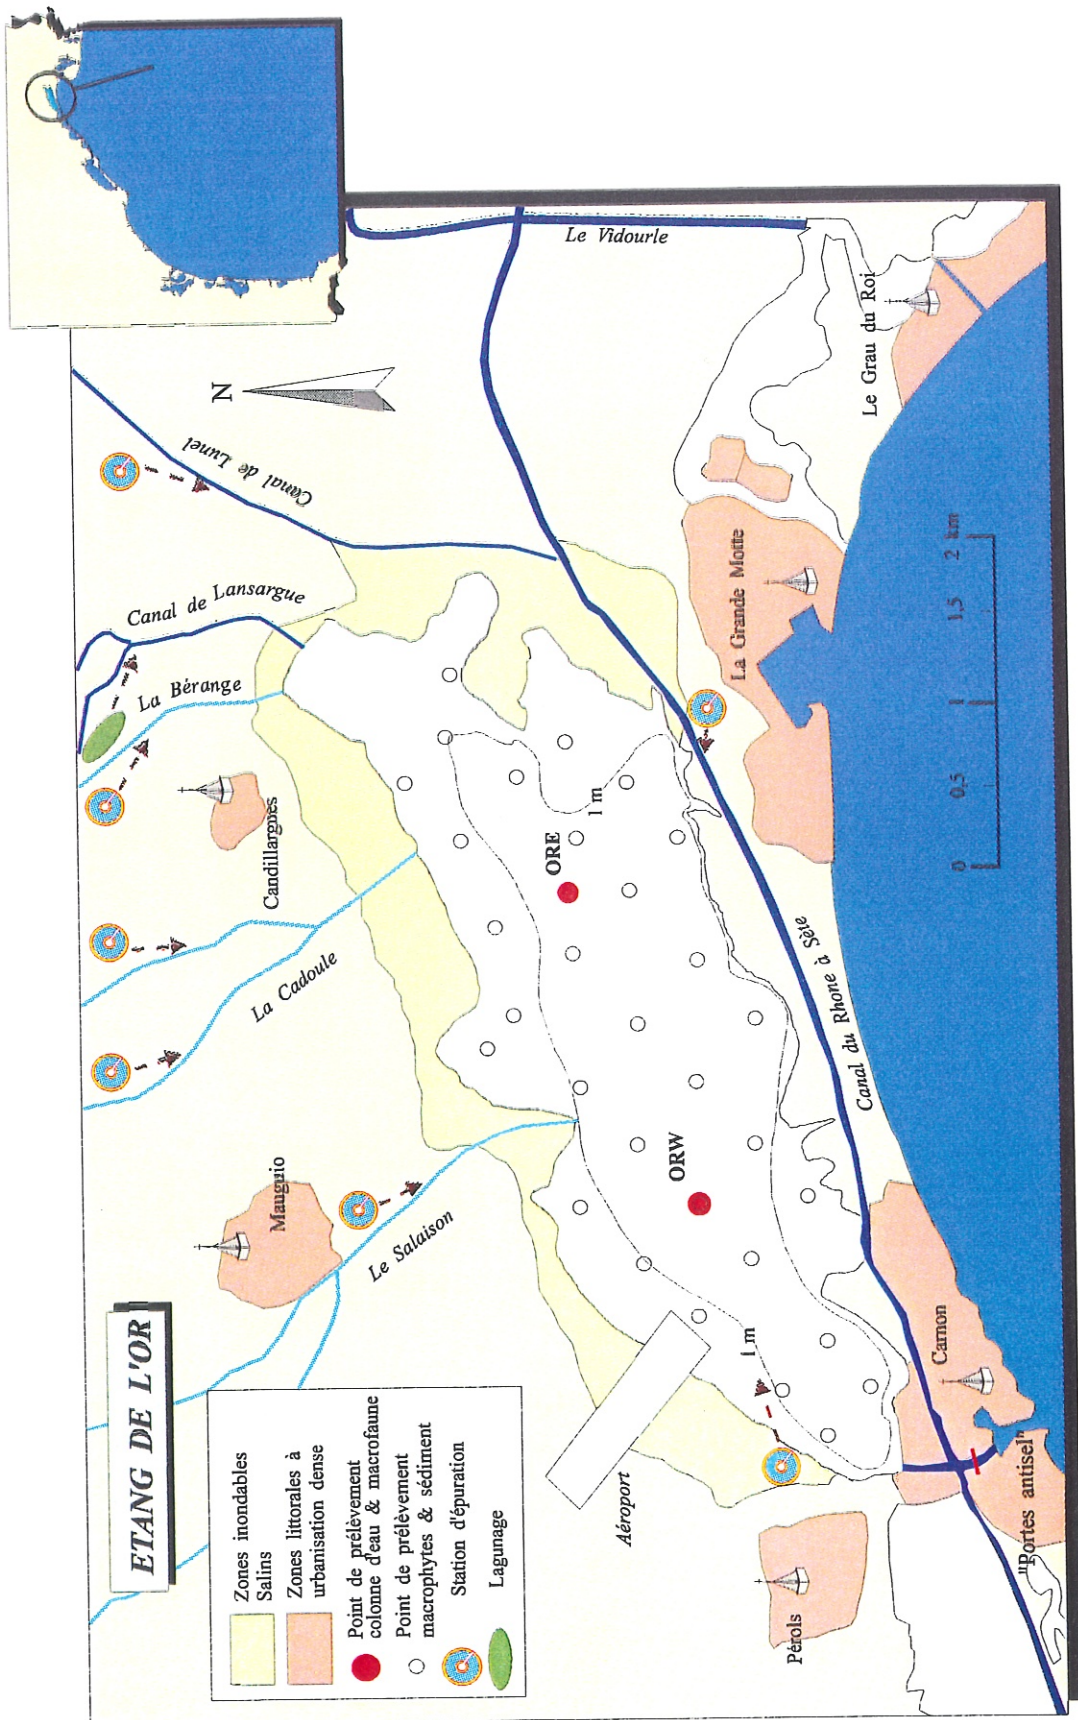 ETANG DE L'OR
Zones inondables
Salins
Zones littorales à
urbanisation dense
Point de prélèvement
colonne d'eau & macrofaune
Point de prélèvement
macrophytes & sédiment
Station d'épuration
Lagunage
N
Mauguio
Le Salaison
La Cadoule
Candillargues
La Bérange
Canal de Lansargue
Canal de Lunel
Le Vidourle
Aéroport
Pérols
ORW
ORE
1 m
1 m
Canal du Rhone à Sète
Carnon
"Portes antisel"
La Grande Motte
Le Grau du Roi
0
0,5
1
1,5
2 km